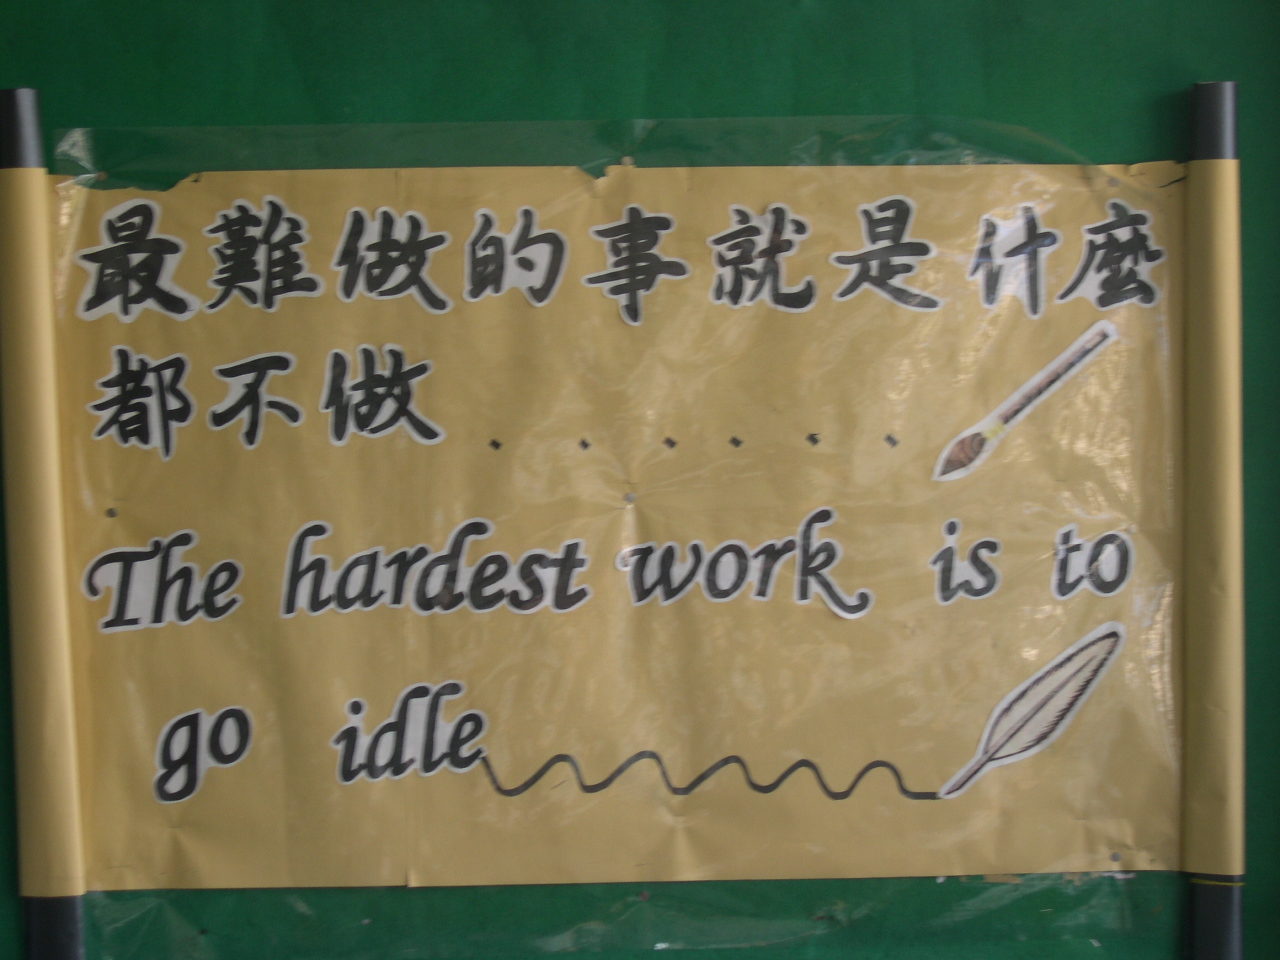 最難做的事就是什麼
都不做......
The hardest work is to
go idle